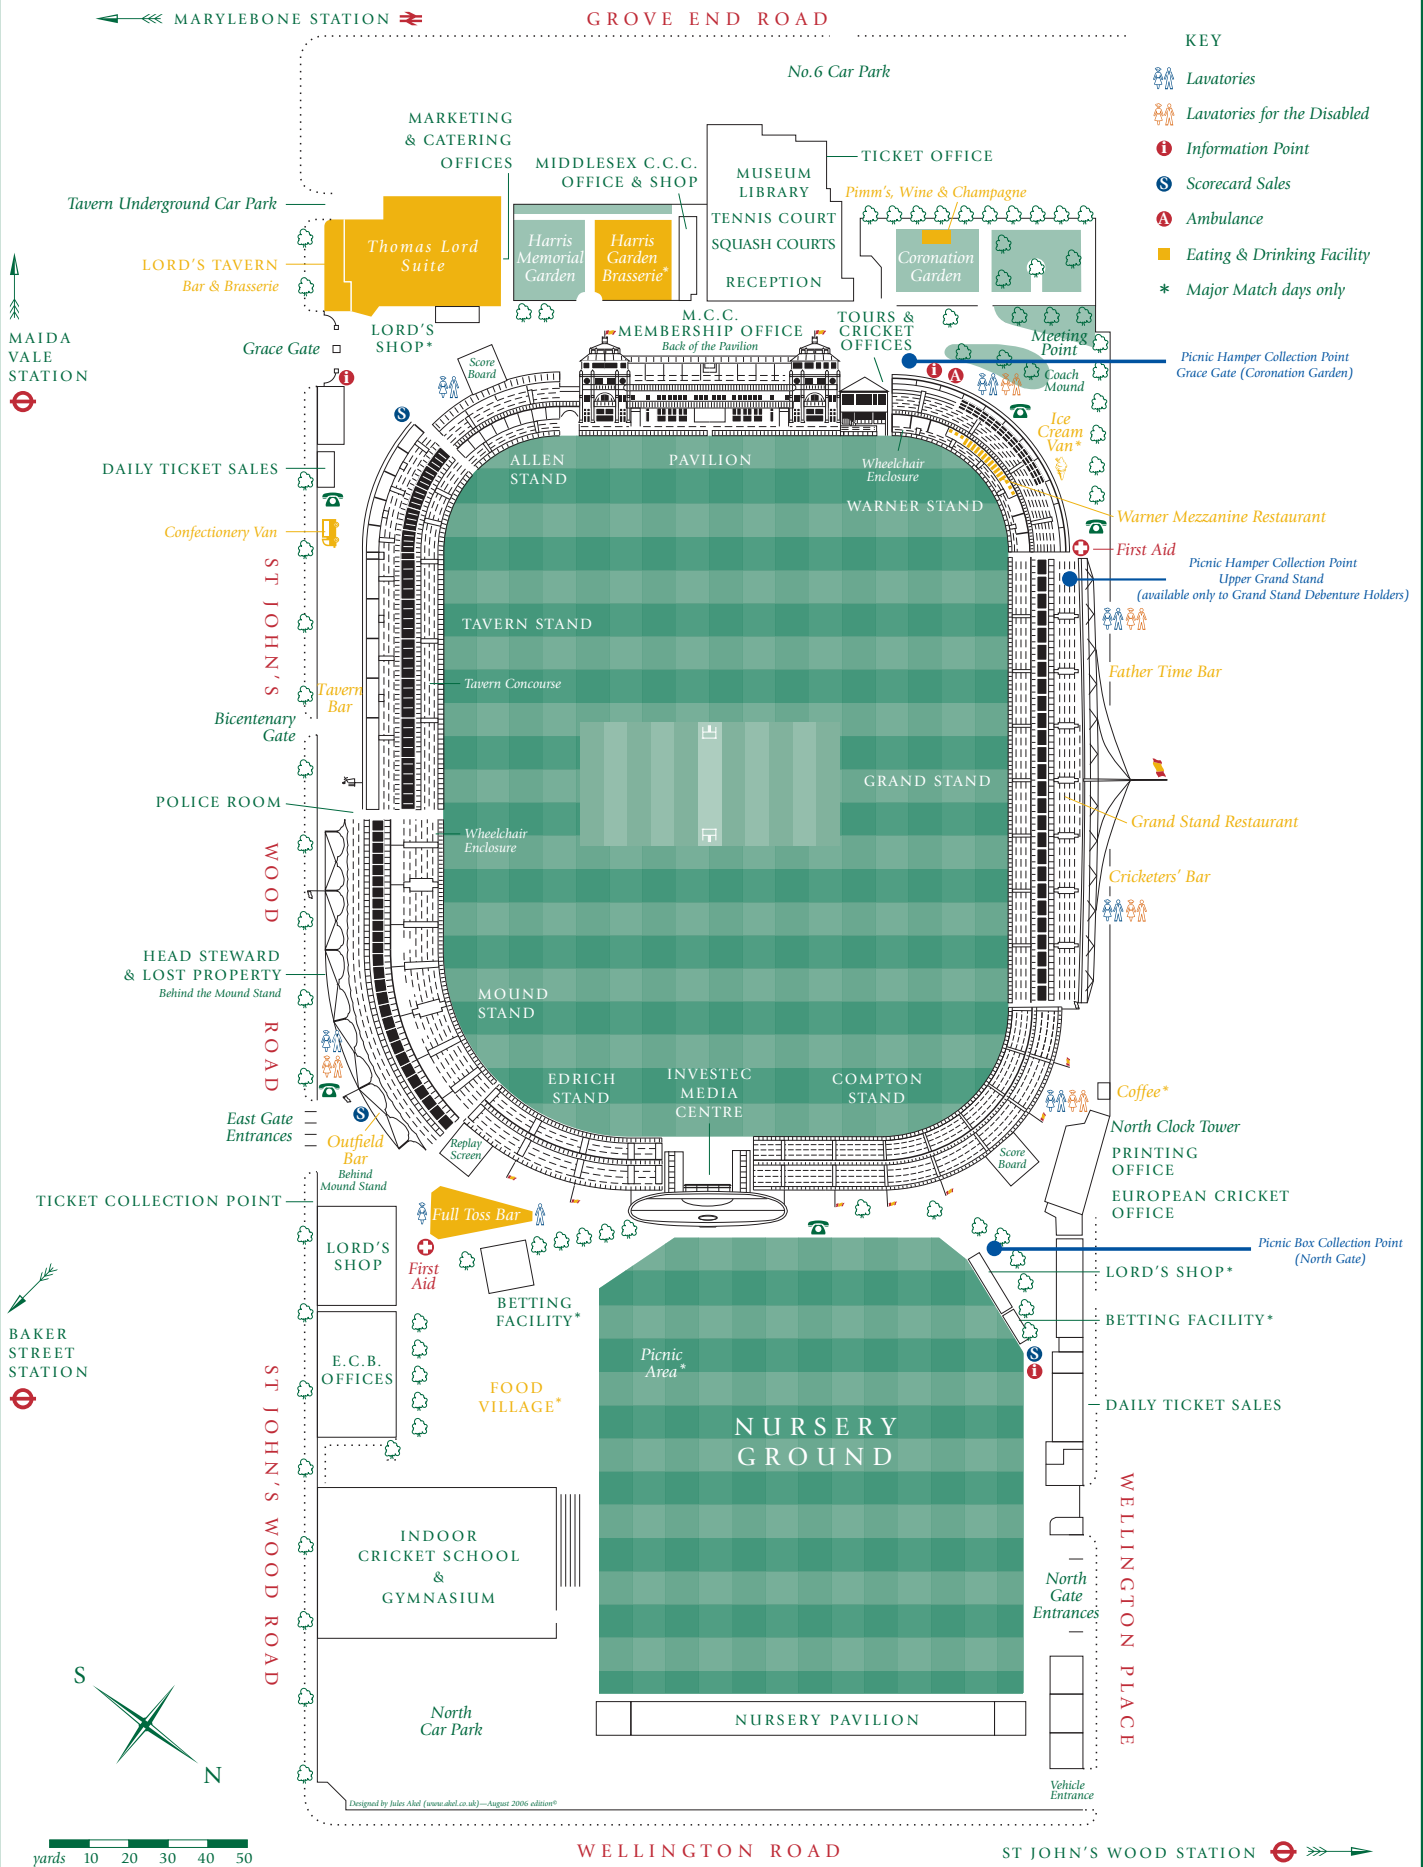 MARYLEBONE STATION
GROVE END ROAD
KEY
Lavatories
Lavatories for the Disabled
i Information Point
S Scorecard Sales
A Ambulance
Eating & Drinking Facility
* Major Match days only
No.6 Car Park
MARKETING
& CATERING
OFFICES
MIDDLESEX C.C.C.
OFFICE & SHOP
MUSEUM
LIBRARY
TENNIS COURT
SQUASH COURTS
RECEPTION
TICKET OFFICE
Pimm's, Wine & Champagne
Tavern Underground Car Park
LORD'S TAVERN
Bar & Brasserie
Thomas Lord
Suite
Harris
Memorial
Garden
Harris
Garden
Brasserie*
Coronation
Garden
MAIDA
VALE
STATION
Grace Gate
LORD'S
SHOP*
Score
Board
M.C.C.
MEMBERSHIP OFFICE
Back of the Pavilion
TOURS &
CRICKET
OFFICES
Meeting
Point
Coach
Mound
Picnic Hamper Collection Point
Grace Gate (Coronation Garden)
i
S
i
A
Ice
Cream
Van*
DAILY TICKET SALES
Confectionery Van
ALLEN
STAND
PAVILION
Wheelchair
Enclosure
WARNER STAND
Warner Mezzanine Restaurant
First Aid
Picnic Hamper Collection Point
Upper Grand Stand
(available only to Grand Stand Debenture Holders)
ST JOHN'S
WOOD
ROAD
TAVERN STAND
Tavern Concourse
Tavern
Bar
Bicentenary
Gate
Father Time Bar
GRAND STAND
POLICE ROOM
Wheelchair
Enclosure
Grand Stand Restaurant
Cricketers' Bar
HEAD STEWARD
& LOST PROPERTY
Behind the Mound Stand
MOUND
STAND
EDRICH
STAND
INVESTEC
MEDIA
CENTRE
COMPTON
STAND
Coffee*
North Clock Tower
PRINTING
OFFICE
EUROPEAN CRICKET
OFFICE
East Gate
Entrances
S
Outfield
Bar
Behind
Mound Stand
Replay
Screen
Score
Board
TICKET COLLECTION POINT
Full Toss Bar
LORD'S
SHOP
First
Aid
BETTING
FACILITY*
Picnic Box Collection Point
(North Gate)
LORD'S SHOP*
BETTING FACILITY*
S
i
BAKER
STREET
STATION
E.C.B.
OFFICES
FOOD
VILLAGE*
Picnic
Area*
NURSERY
GROUND
DAILY TICKET SALES
ST JOHN'S WOOD ROAD
WELLINGTON PLACE
INDOOR
CRICKET SCHOOL
&
GYMNASIUM
North
Gate
Entrances
S
N
North
Car Park
NURSERY PAVILION
Vehicle
Entrance
Designed by Jules Akel (www.akel.co.uk)—August 2006 edition©
yards 10 20 30 40 50
WELLINGTON ROAD
ST JOHN'S WOOD STATION